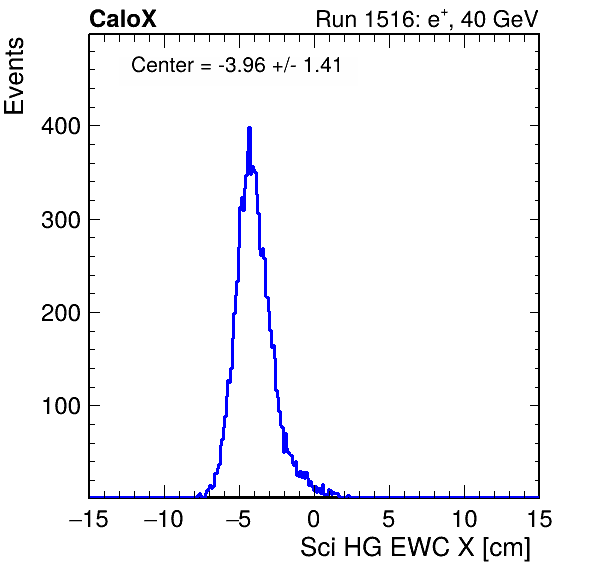 CaloX Run 1516: e⁺, 40 GeV
Events
Center = -3.96 +/- 1.41
400
300
200
100
−15 −10 −5 0 5 10 15
Sci HG EWC X [cm]